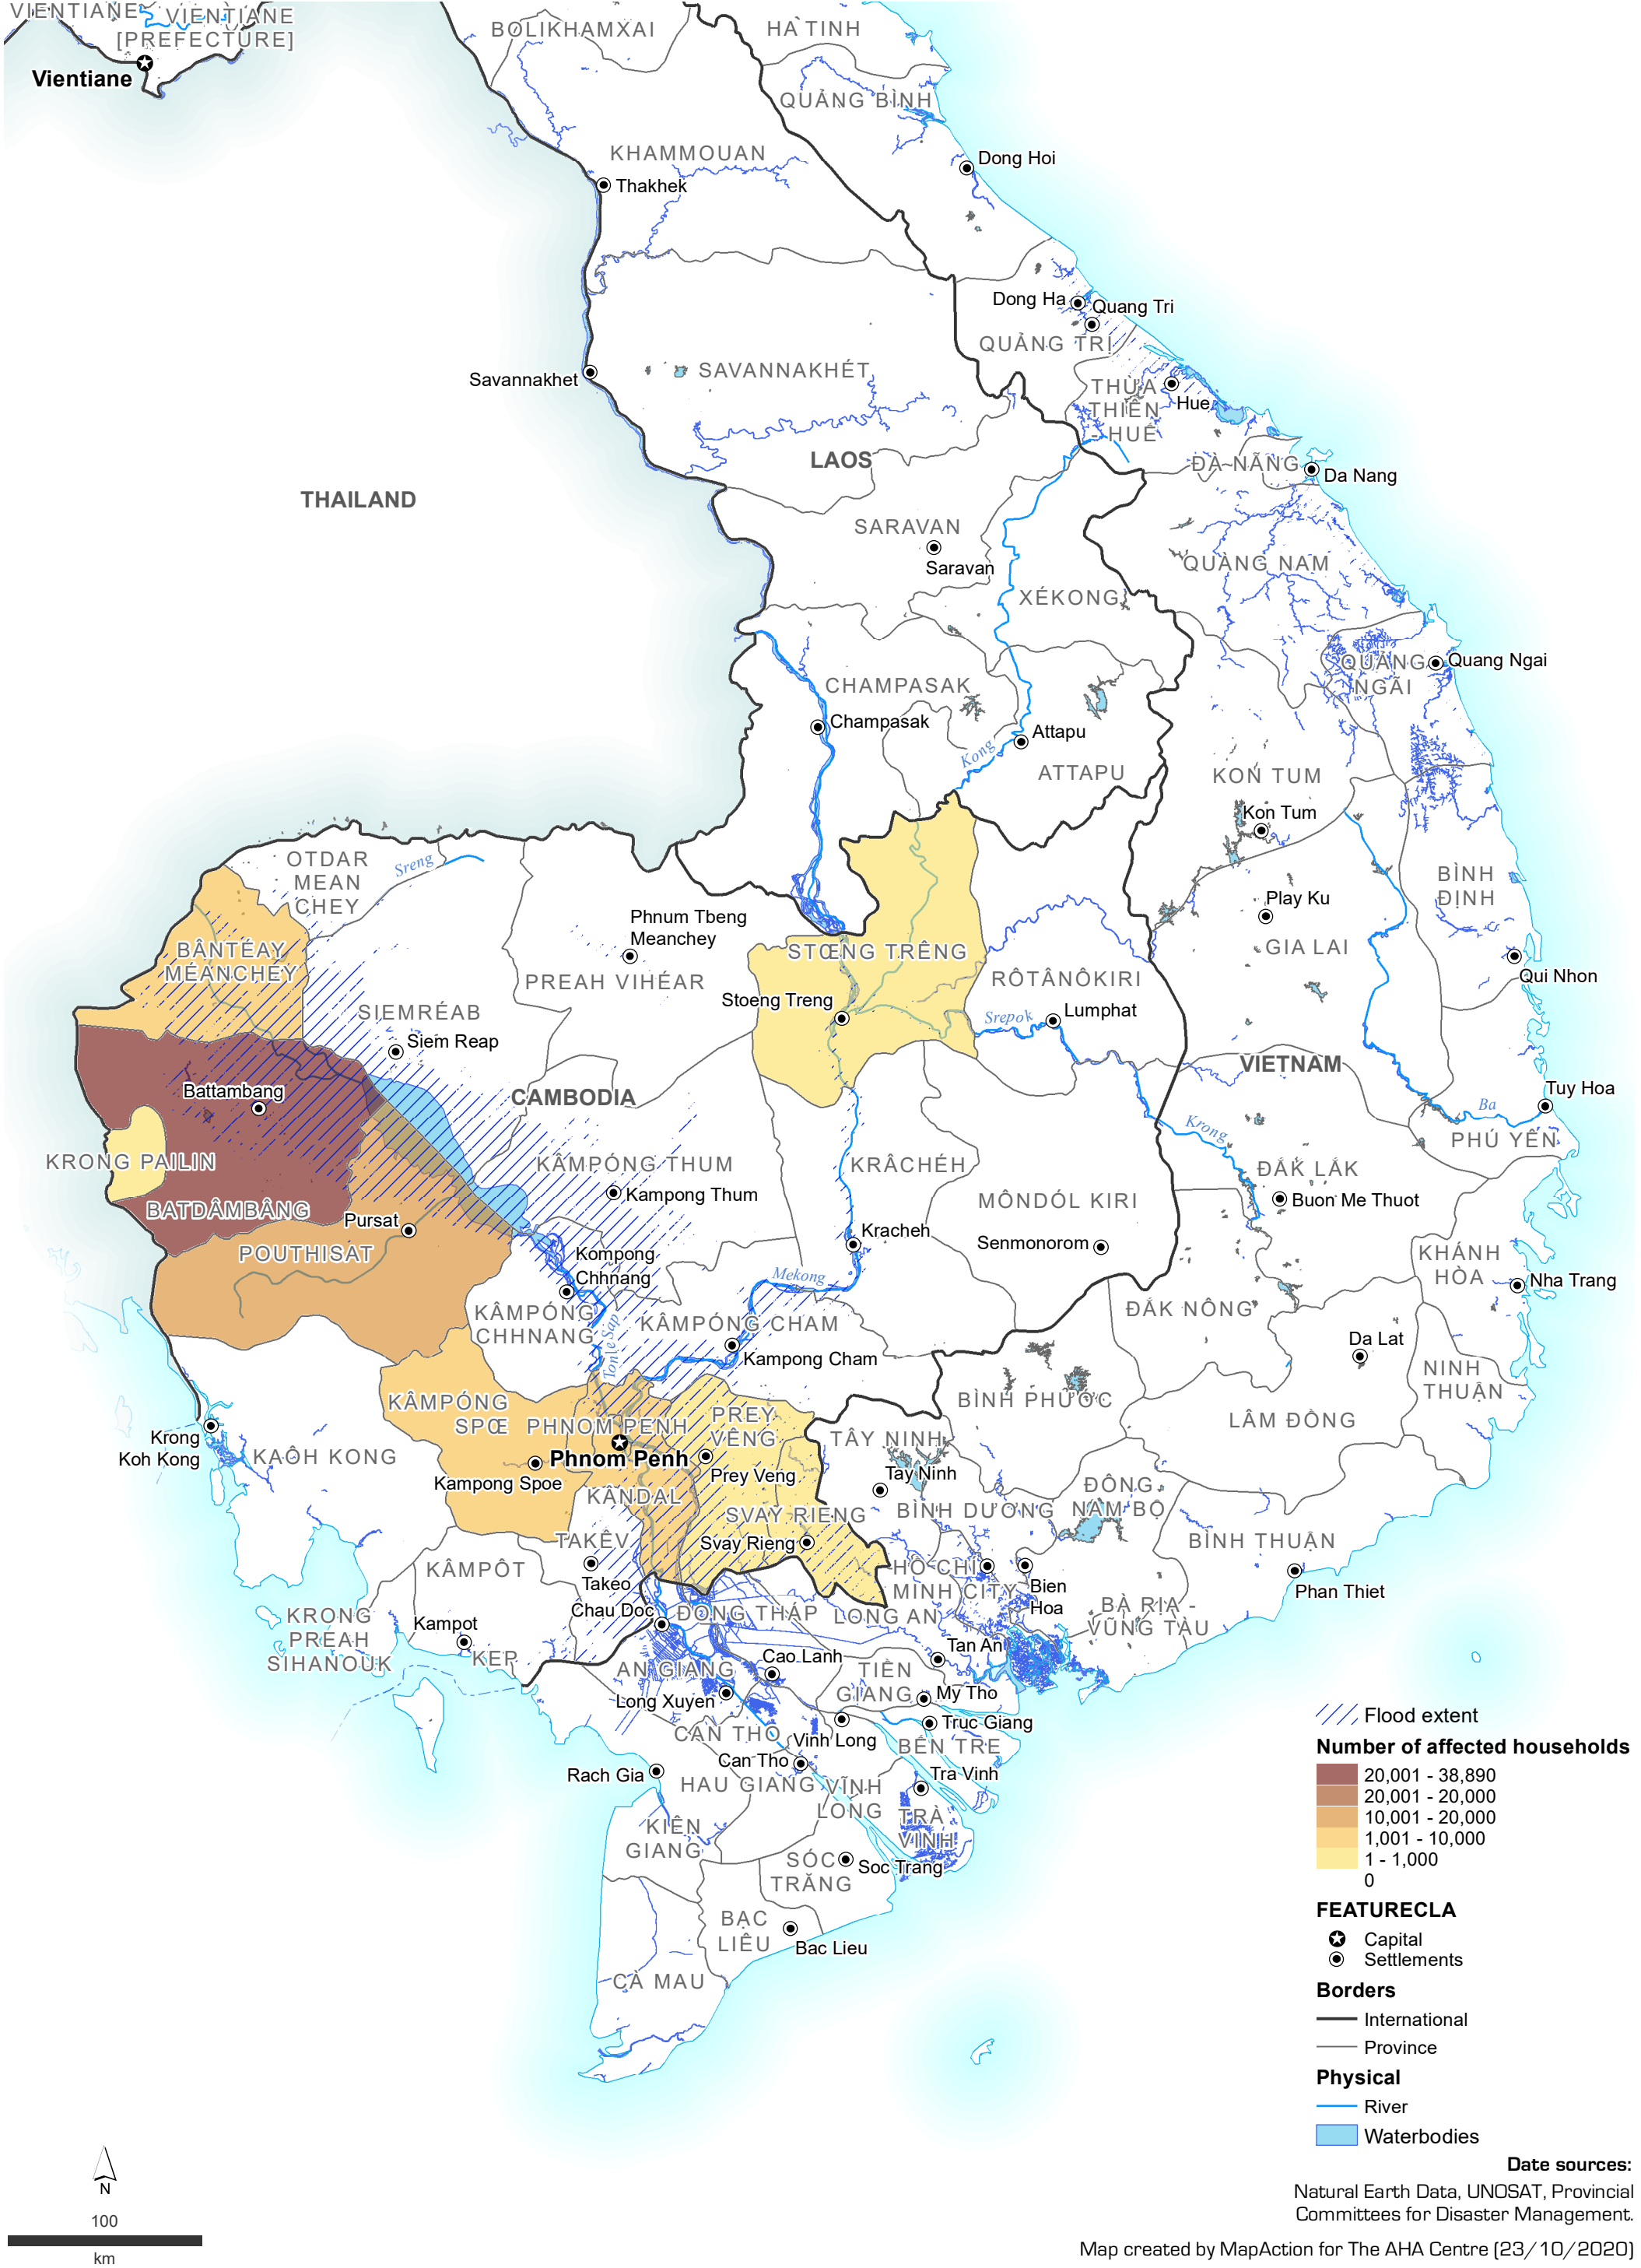 VIENTIANE
VIENTIANE
[PREFECTURE]
Vientiane
BOLIKHAMXAI
HÀ TINH
QUẢNG BÌNH
KHAMMOUAN
Thakhek
Dong Hoi
Dong Ha
Quang Tri
QUẢNG TRỊ
Savannakhet
SAVANNAKHÉT
THỪA
THIÊN
- HUẾ
Hue
LAOS
ĐÀ NẴNG
Da Nang
THAILAND
SARAVAN
Saravan
QUẢNG NAM
XÉKONG
QUẢNG
NGÃI
Quang Ngai
CHAMPASAK
Champasak
Attapu
Kong
ATTAPU
KON TUM
Kon Tum
OTDAR
MEAN
CHEY
Sreng
BÌNH
ĐỊNH
Play Ku
GIA LAI
Phnum Tbeng
Meanchey
BÂNTÉAY
MÉANCHEY
STŒNG TRÊNG
PREAH VIHÉAR
RÔTÂNÔKIRI
Qui Nhon
SIEMRÉAB
Siem Reap
Stoeng Treng
Srepok
Lumphat
VIETNAM
Battambang
CAMBODIA
Tuy Hoa
Ba
PHÚ YÊN
Krong
KRONG PAILIN
KÂMPÓNG THUM
Kampong Thum
KRÂCHÉH
ĐẮK LẮK
Buon Me Thuot
MÔNDÓL KIRI
BATDÂMBÂNG
Pursat
POUTHISAT
Kracheh
Senmonorom
Kompong
Chhnang
KHÁNH
HÒA
Nha Trang
Mekong
KÂMPÓNG
CHHNANG
Tonle Sap
KÂMPÓNG CHAM
Kampong Cham
ĐẮK NÔNG
Da Lat
NINH
THUẬN
BÌNH PHƯỚC
LÂM ĐỒNG
KÂMPÓNG
SPŒ
PHNOM PENH
Phnom Penh
PREY
VÊNG
Prey Veng
TÂY NINH
Tay Ninh
Krong
Koh Kong
KAÔH KONG
Kampong Spoe
KÂNDAL
SVAY RIENG
Svay Rieng
BÌNH DƯƠNG
ĐÔNG
NAM BỘ
BÌNH THUẬN
TAKÊV
Takeo
KÂMPÔT
HỒ CHÍ
MINH CITY
Bien
Hoa
Phan Thiet
BÀ RỊA -
VŨNG TÀU
Chau Doc
ĐỒNG THÁP
LONG AN
KRONG
PREAH
SIHANOUK
Kampot
KEP
Tan An
AN GIANG
Cao Lanh
TIỀN
GIANG
My Tho
Long Xuyen
CẦN THƠ
Vinh Long
Truc Giang
BẾN TRE
Can Tho
Rach Gia
HAU GIANG
VĨNH
LONG
Tra Vinh
TRÀ
VINH
KIÊN
GIANG
SÓC
TRĂNG
Soc Trang
BẠC
LIÊU
Bac Lieu
CÀ MAU
Flood extent
Number of affected households
20,001 - 38,890
20,001 - 20,000
10,001 - 20,000
1,001 - 10,000
1 - 1,000
0
FEATURECLA
Capital
Settlements
Borders
International
Province
Physical
River
Waterbodies
N
100
km
Date sources:
Natural Earth Data, UNOSAT, Provincial
Committees for Disaster Management.
Map created by MapAction for The AHA Centre (23/10/2020)